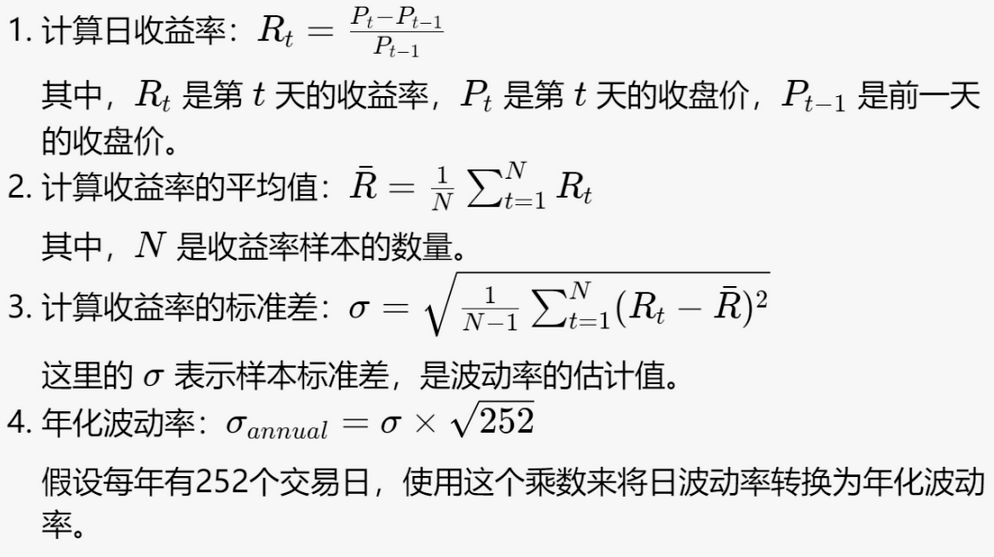 1. 计算日收益率：$R_t = \frac{P_t - P_{t-1}}{P_{t-1}}$
其中，$R_t$ 是第 $t$ 天的收益率，$P_t$ 是第 $t$ 天的收盘价，$P_{t-1}$ 是前一天
的收盘价。
2. 计算收益率的平均值：$\bar{R} = \frac{1}{N} \sum_{t=1}^{N} R_t$
其中，$N$ 是收益率样本的数量。
3. 计算收益率的标准差：$\sigma = \sqrt{\frac{1}{N-1} \sum_{t=1}^{N} (R_t - \bar{R})^2}$
这里的 $\sigma$ 表示样本标准差，是波动率的估计值。
4. 年化波动率：$\sigma_{annual} = \sigma \times \sqrt{252}$
假设每年有252个交易日，使用这个乘数来将日波动率转换为年化波动
率。